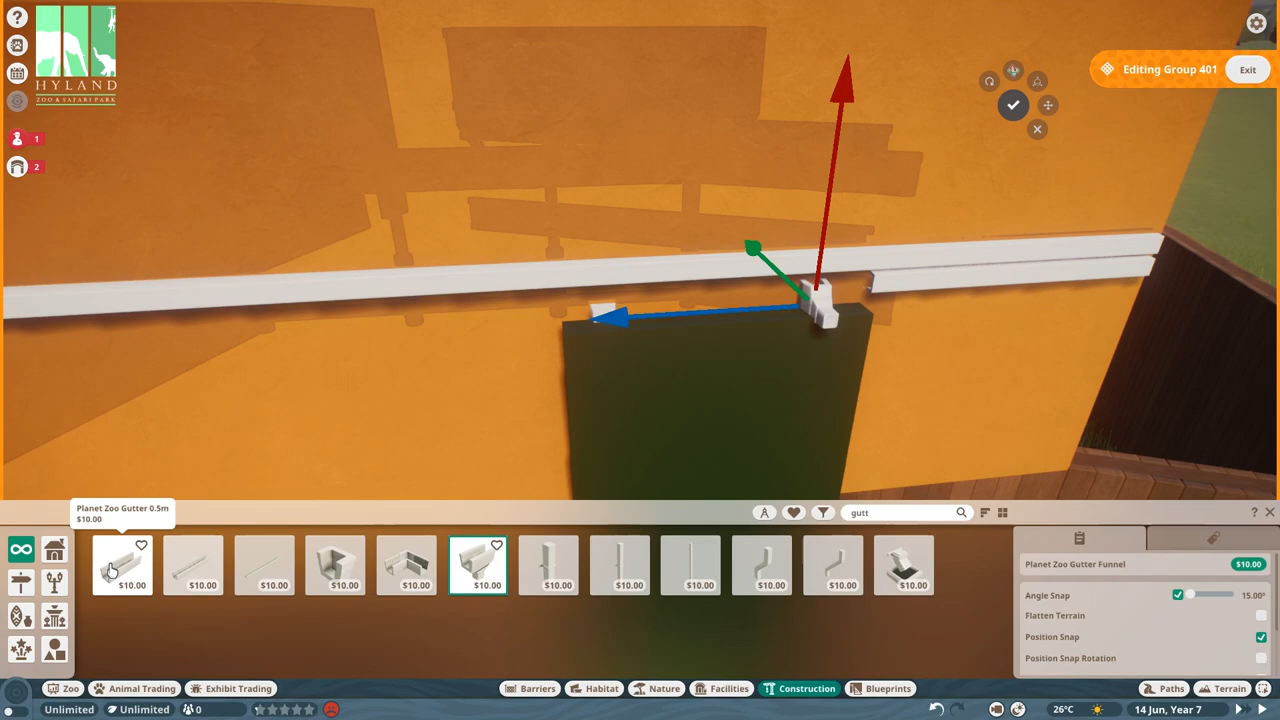 HYLAND
ZOO & SAFARI PARK
Editing Group 401
Exit
1
2
Planet Zoo Gutter 0.5m
$10.00
gutt
$10.00
$10.00
$10.00
$10.00
$10.00
$10.00
$10.00
$10.00
$10.00
$10.00
$10.00
$10.00
Planet Zoo Gutter Funnel
$10.00
Angle Snap
15.00°
Flatten Terrain
Position Snap
Position Snap Rotation
Zoo
Animal Trading
Exhibit Trading
Barriers
Habitat
Nature
Facilities
Construction
Blueprints
Paths
Terrain
Unlimited
Unlimited
0
26°C
14 Jun, Year 7